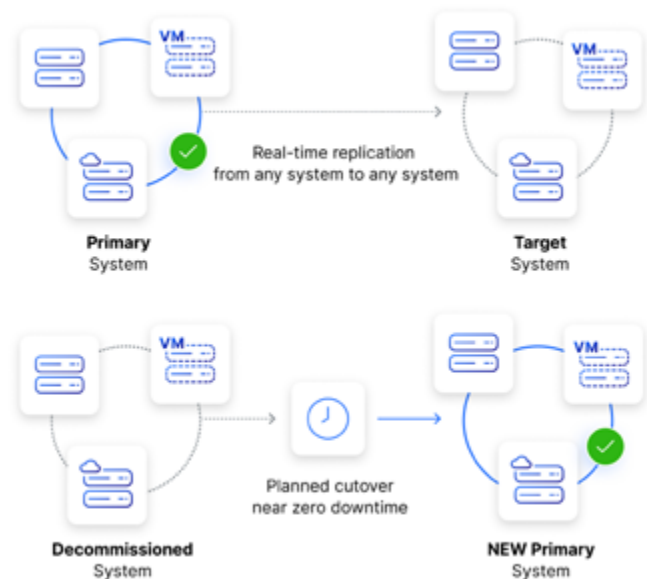 VM
VM
Real-time replication
from any system to any system
Primary
System
Target
System
VM
VM
Planned cutover
near zero downtime
Decommissioned
System
NEW Primary
System